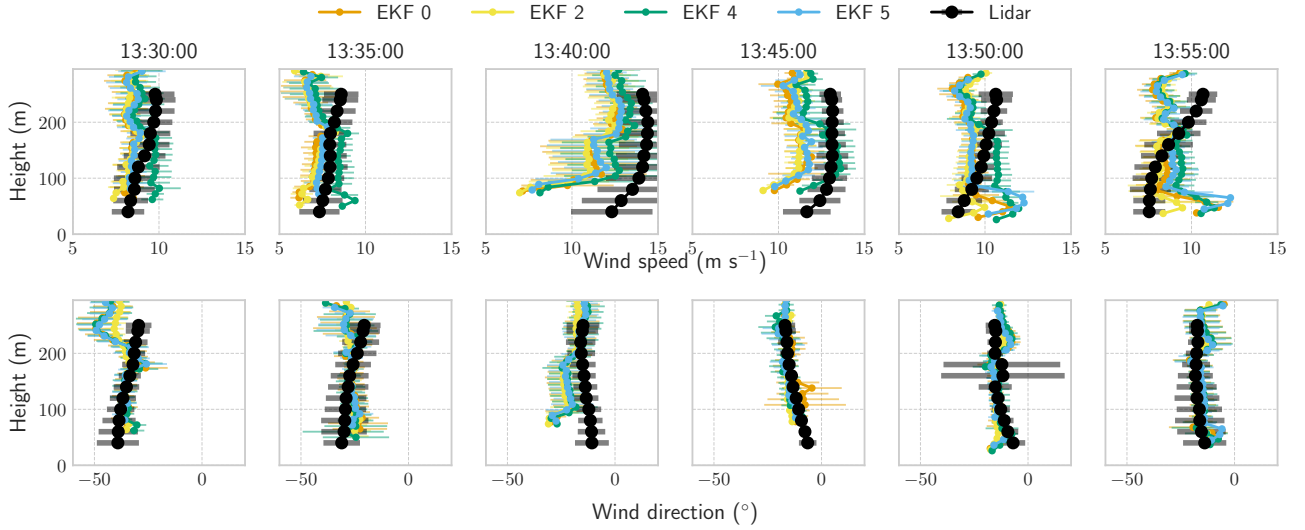 EKF 0 EKF 2 EKF 4 EKF 5 Lidar
13:30:00 13:35:00 13:40:00 13:45:00 13:50:00 13:55:00
Height (m)
200
100
0
5 10 15 5 10 15 5 10 15 5 10 15 5 10 15 5 10 15
Wind speed (m s⁻¹)
Height (m)
200
100
0
−50 0 −50 0 −50 0 −50 0 −50 0 −50 0
Wind direction (°)